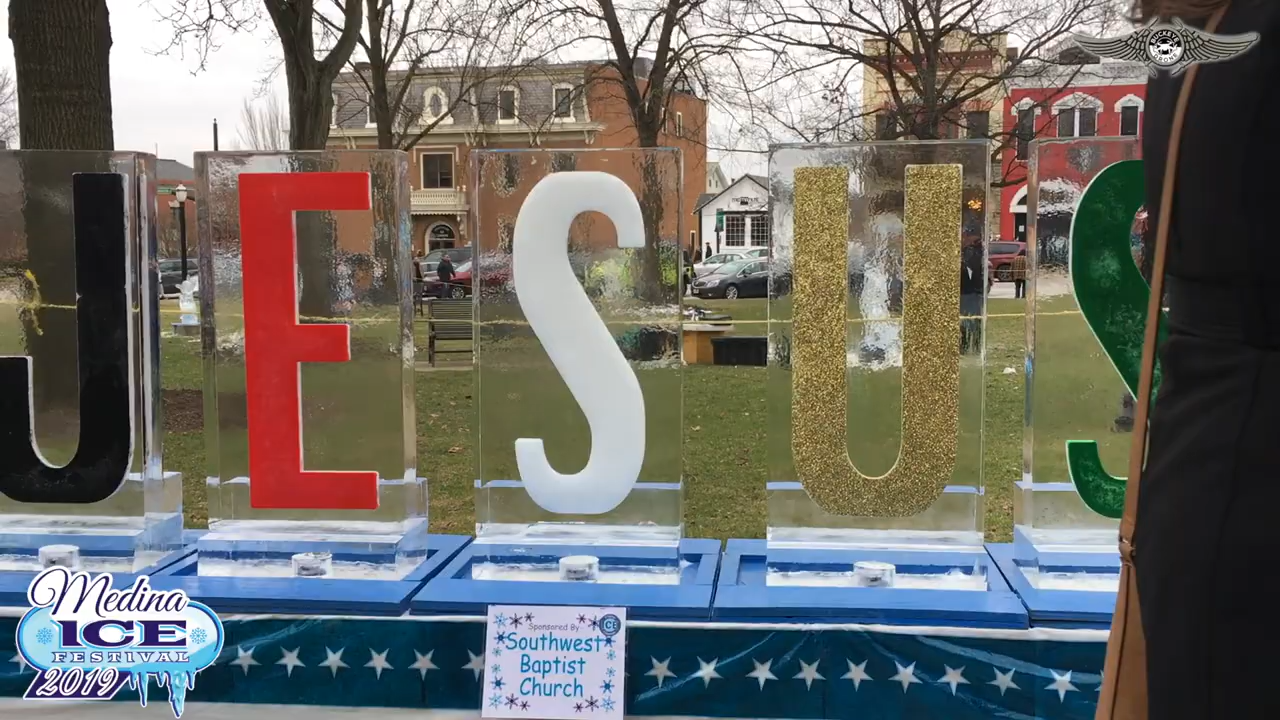 JESUS
Sponsored By
Southwest
Baptist
Church
Medina
ICE
FESTIVAL
2019